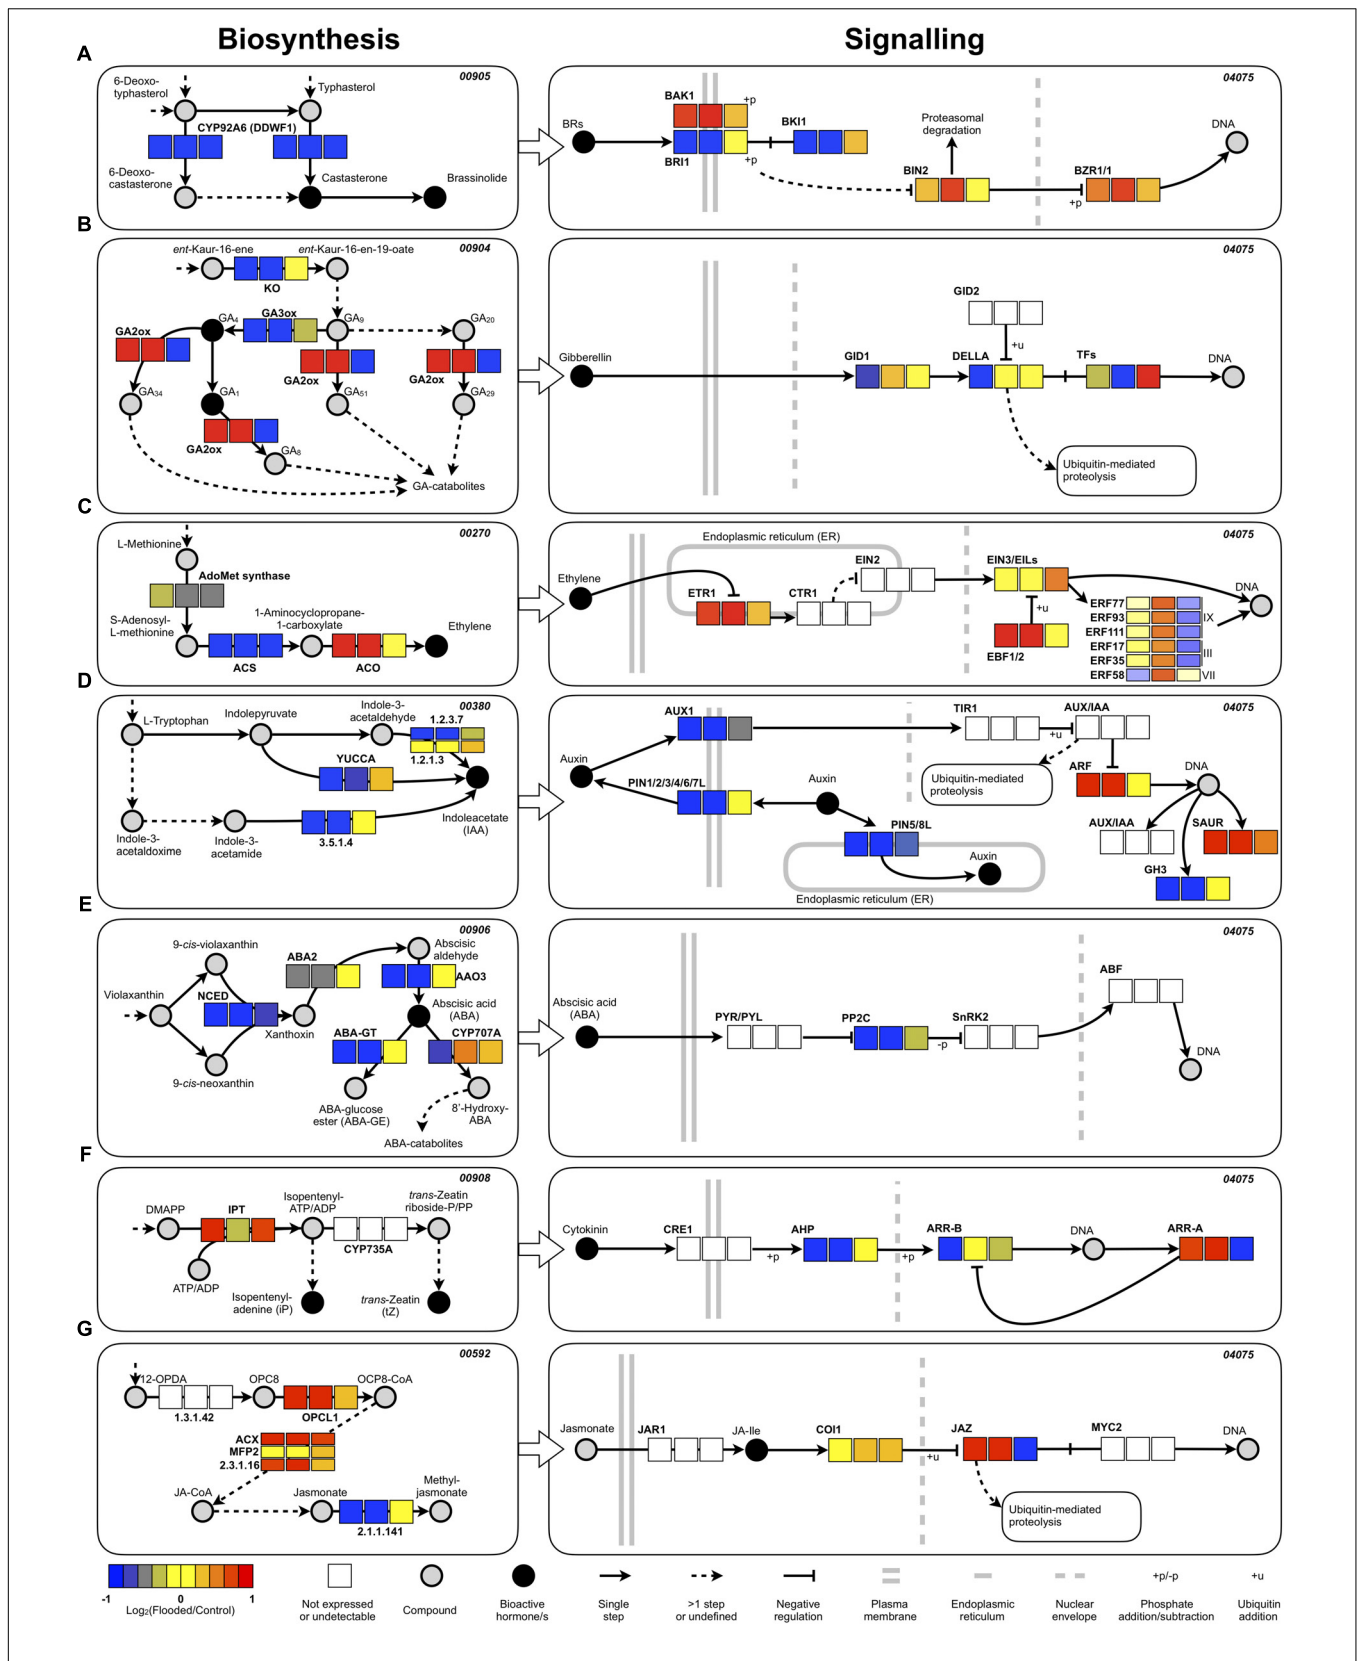 Biosynthesis
Signalling
A
00905
6-Deoxo-
typhasterol
Typhasterol
CYP92A6 (DDWF1)
6-Deoxo-
castasterone
Castasterone
Brassinolide
04075
BRs
BAK1
+p
BRI1
+p
BKI1
Proteasomal
degradation
BIN2
BZR1/1
+p
DNA
B
00904
ent-Kaur-16-ene
ent-Kaur-16-en-19-oate
KO
GA2ox
GA4
GA3ox
GA9
GA20
GA2ox
GA2ox
GA34
GA1
GA51
GA29
GA2ox
GA8
GA-catabolites
04075
Gibberellin
GID2
+u
GID1
DELLA
TFs
DNA
Ubiquitin-mediated
proteolysis
C
00270
L-Methionine
AdoMet synthase
S-Adenosyl-
L-methionine
1-Aminocyclopropane-
1-carboxylate
Ethylene
ACS
ACO
04075
Endoplasmic reticulum (ER)
Ethylene
ETR1
CTR1
EIN2
EIN3/EILs
+u
EBF1/2
DNA
ERF77
ERF93
IX
ERF111
ERF17
III
ERF35
ERF58
VII
D
00380
L-Tryptophan
Indolepyruvate
Indole-3-
acetaldehyde
1.2.3.7
1.2.1.3
YUCCA
Indoleacetate
(IAA)
Indole-3-
acetaldoxime
Indole-3-
acetamide
3.5.1.4
04075
AUX1
TIR1
+u
AUX/IAA
Auxin
Ubiquitin-mediated
proteolysis
ARF
DNA
PIN1/2/3/4/6/7L
Auxin
PIN5/8L
AUX/IAA
SAUR
Auxin
GH3
Endoplasmic reticulum (ER)
E
00906
9-cis-violaxanthin
ABA2
Abscisic
aldehyde
AAO3
Violaxanthin
NCED
Xanthoxin
Abscisic acid
(ABA)
ABA-GT
CYP707A
9-cis-neoxanthin
ABA-glucose
ester (ABA-GE)
8'-Hydroxy-
ABA
ABA-catabolites
04075
Abscisic acid
(ABA)
PYR/PYL
PP2C
-p
SnRK2
ABF
DNA
F
00908
DMAPP
IPT
Isopentenyl-
ATP/ADP
trans-Zeatin
riboside-P/PP
CYP735A
ATP/ADP
Isopentenyl-
adenine (iP)
trans-Zeatin
(tZ)
04075
Cytokinin
CRE1
+p
AHP
+p
ARR-B
DNA
ARR-A
G
00592
12-OPDA
OPC8
OCP8-CoA
1.3.1.42
OPCL1
ACX
MFP2
2.3.1.16
JA-CoA
Jasmonate
Methyl-
jasmonate
2.1.1.141
04075
Jasmonate
JAR1
JA-Ile
COI1
+u
JAZ
MYC2
DNA
Ubiquitin-mediated
proteolysis
-1
0
1
Log2(Flooded/Control)
Not expressed
or undetectable
Compound
Bioactive
hormone/s
Single
step
>1 step
or undefined
Negative
regulation
Plasma
membrane
Endoplasmic
reticulum
Nuclear
envelope
+p/-p
Phosphate
addition/subtraction
+u
Ubiquitin
addition